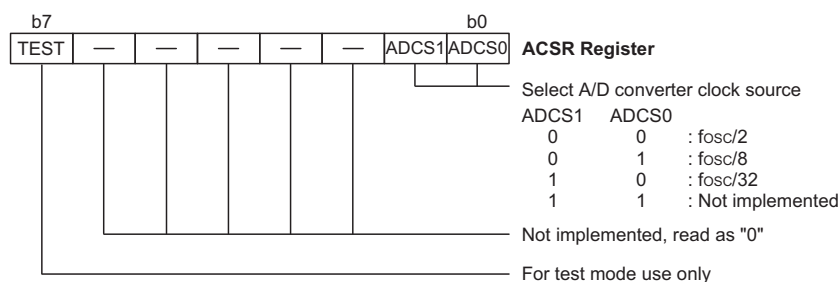 b7 b0
TEST — — — — — ADCS1 ADCS0 ACSR Register
Select A/D converter clock source
ADCS1 ADCS0
0 0 : fosc/2
0 1 : fosc/8
1 0 : fosc/32
1 1 : Not implemented
Not implemented, read as "0"
For test mode use only